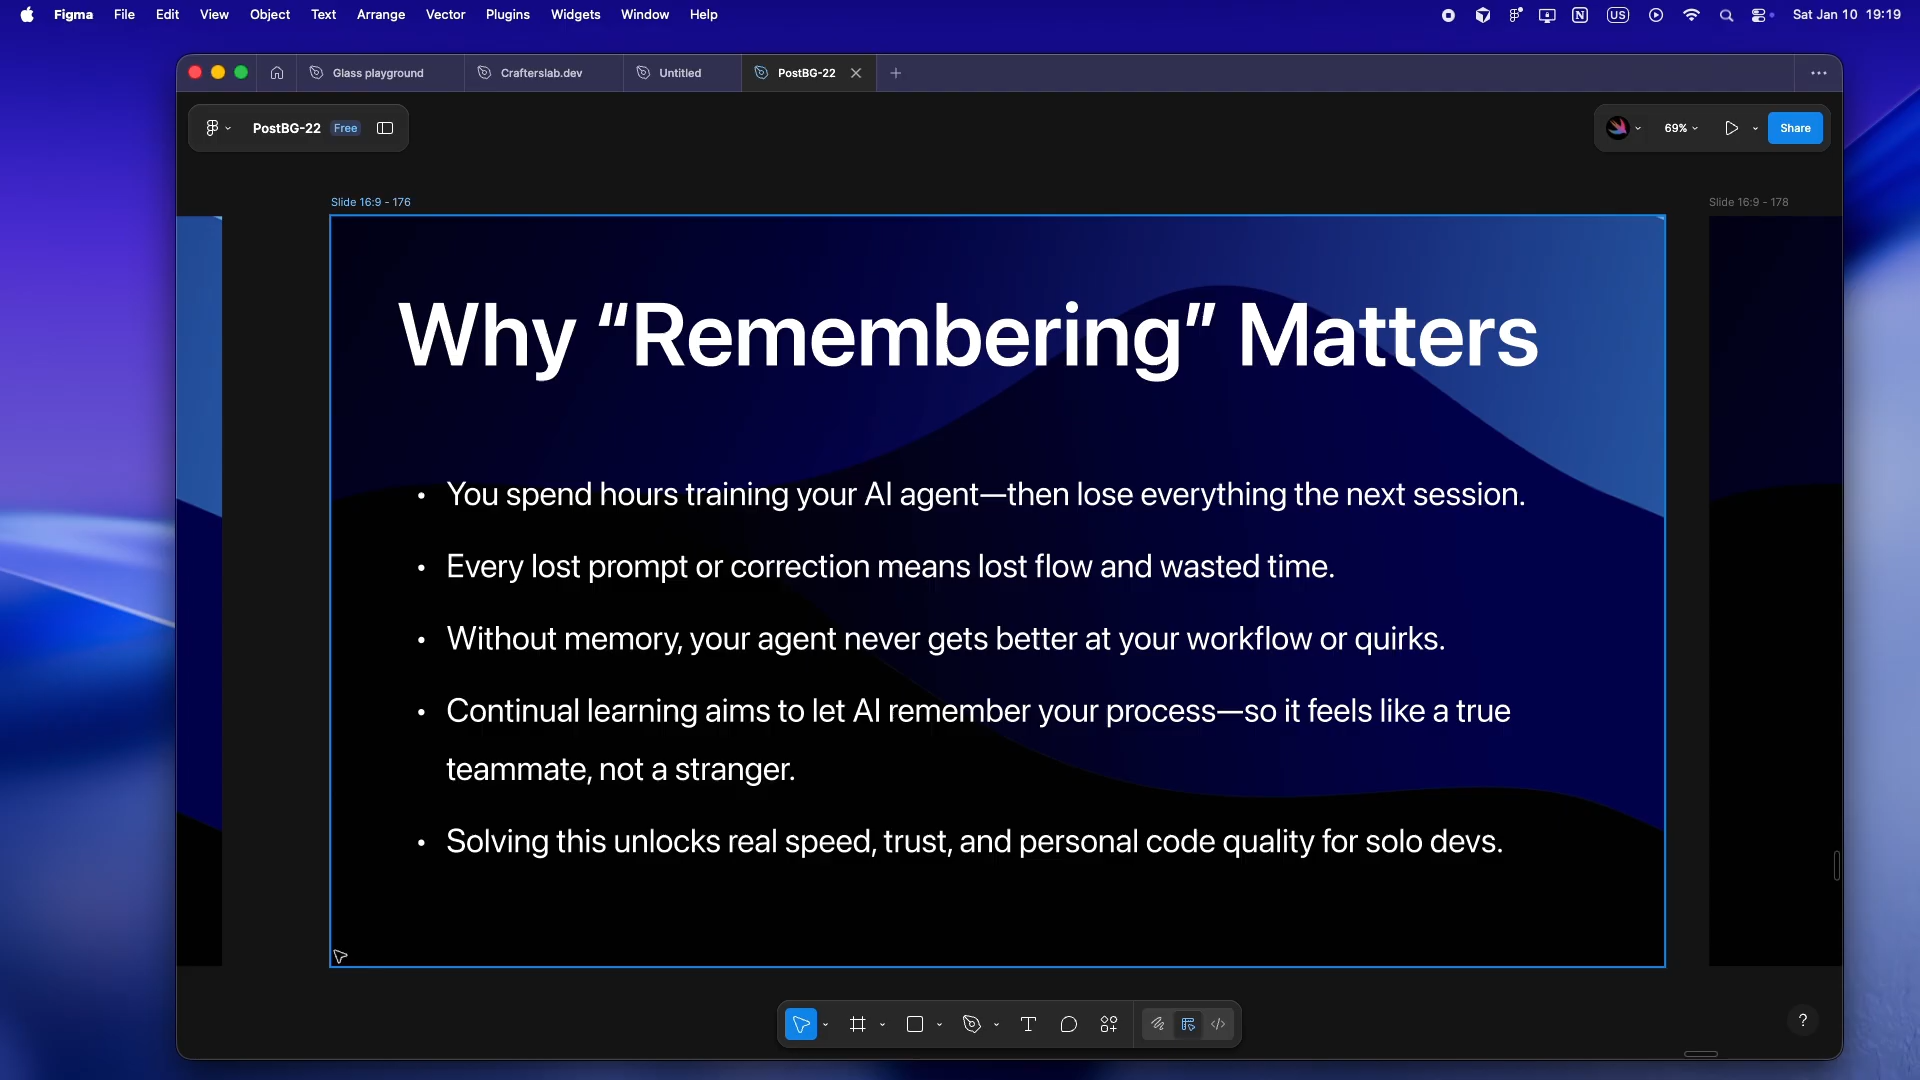 Figma File Edit View Object Text Arrange Vector Plugins Widgets Window Help US Sat Jan 10 19:19
Glass playground Crafterslab.dev Untitled PostBG-22
PostBG-22 Free 69% Share
Slide 16:9 - 176 Slide 16:9 - 178
Why “Remembering” Matters
• You spend hours training your AI agent—then lose everything the next session.
• Every lost prompt or correction means lost flow and wasted time.
• Without memory, your agent never gets better at your workflow or quirks.
• Continual learning aims to let AI remember your process—so it feels like a true
teammate, not a stranger.
• Solving this unlocks real speed, trust, and personal code quality for solo devs.
?